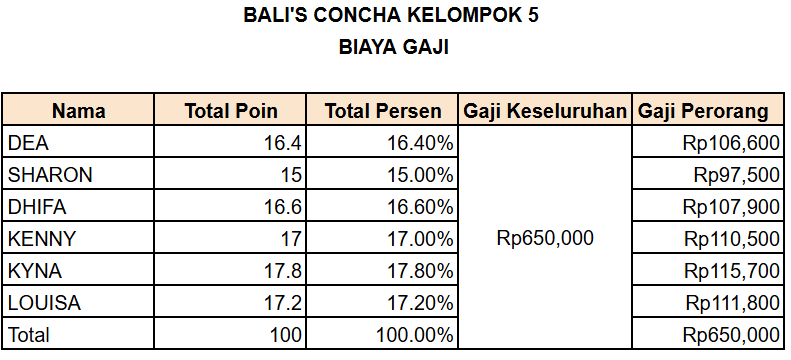 BALI'S CONCHA KELOMPOK 5
BIAYA GAJI
Nama Total Poin Total Persen Gaji Keseluruhan Gaji Perorang
DEA 16.4 16.40% Rp106,600
SHARON 15 15.00% Rp97,500
DHIFA 16.6 16.60% Rp107,900
KENNY 17 17.00% Rp650,000 Rp110,500
KYNA 17.8 17.80% Rp115,700
LOUISA 17.2 17.20% Rp111,800
Total 100 100.00% Rp650,000